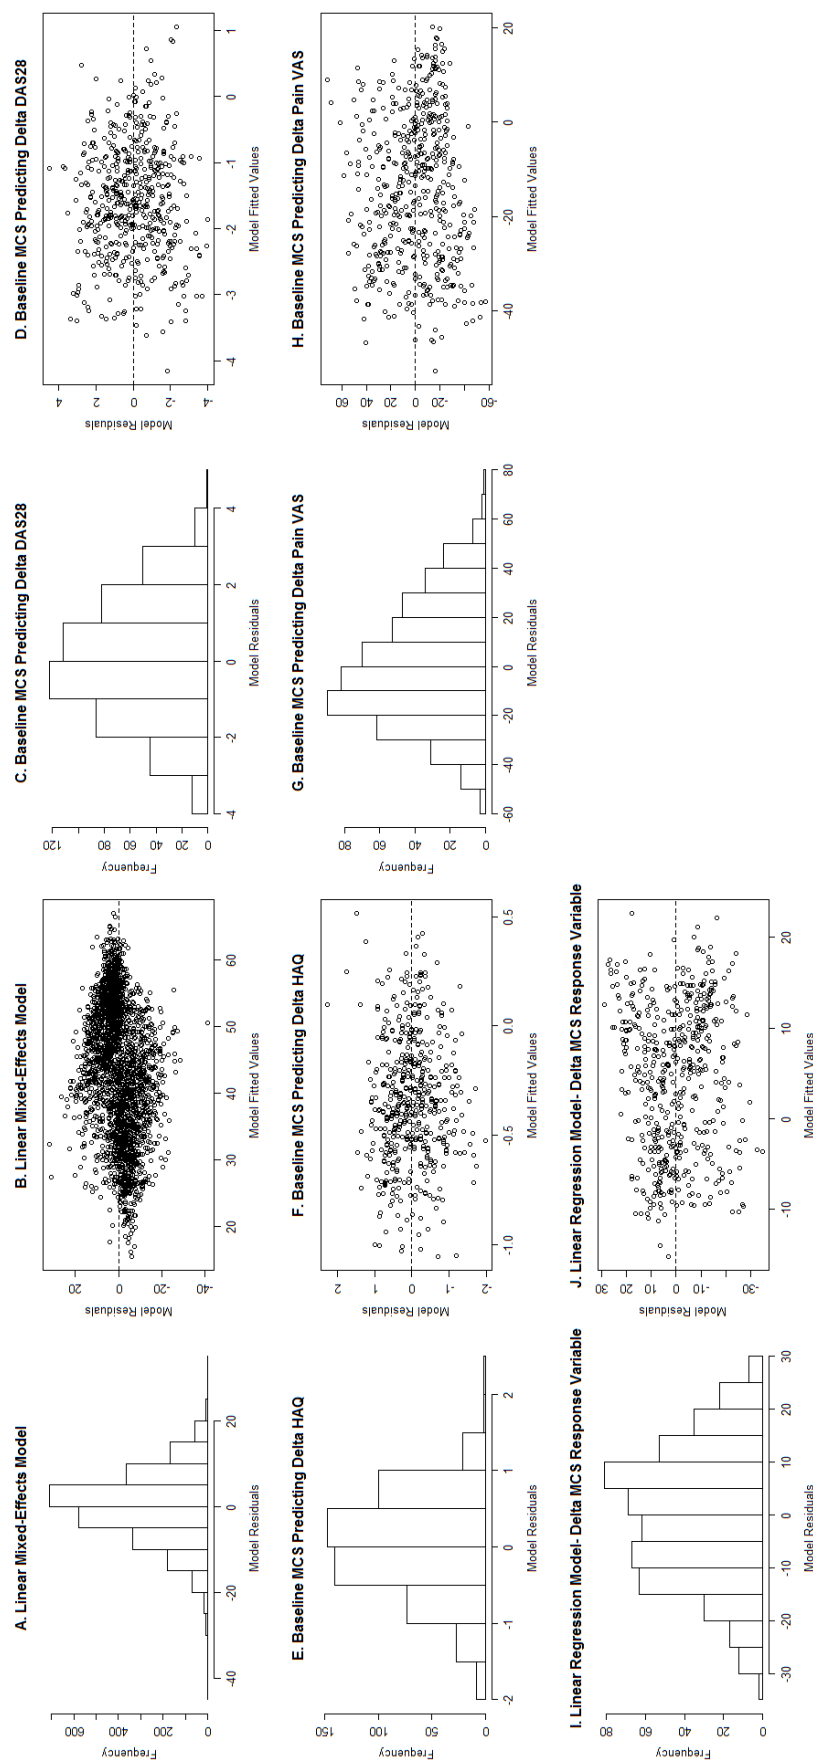 A. Linear Mixed-Effects Model
Frequency
600
400
200
0
-40 -20 0 20
Model Residuals
B. Linear Mixed-Effects Model
Model Residuals
20
0
-20
-40
20 30 40 50 60
Model Fitted Values
C. Baseline MCS Predicting Delta DAS28
Frequency
120
80
60
40
20
0
-4 -2 0 2 4
Model Residuals
D. Baseline MCS Predicting Delta DAS28
Model Residuals
4
2
0
-2
-4
-4 -3 -2 -1 0 1
Model Fitted Values
E. Baseline MCS Predicting Delta HAQ
Frequency
150
100
50
0
-2 -1 0 1 2
Model Residuals
F. Baseline MCS Predicting Delta HAQ
Model Residuals
2
1
0
-1
-2
-1.0 -0.5 0.0 0.5
Model Fitted Values
G. Baseline MCS Predicting Delta Pain VAS
Frequency
80
60
40
20
0
-60 -40 -20 0 20 40 60 80
Model Residuals
H. Baseline MCS Predicting Delta Pain VAS
Model Residuals
60
40
20
0
-20
-60
-40 -20 0 20
Model Fitted Values
I. Linear Regression Model- Delta MCS Response Variable
Frequency
80
60
40
20
0
-30 -20 -10 0 10 20 30
Model Residuals
J. Linear Regression Model- Delta MCS Response Variable
Model Residuals
30
20
10
0
-10
-30
-10 0 10 20
Model Fitted Values